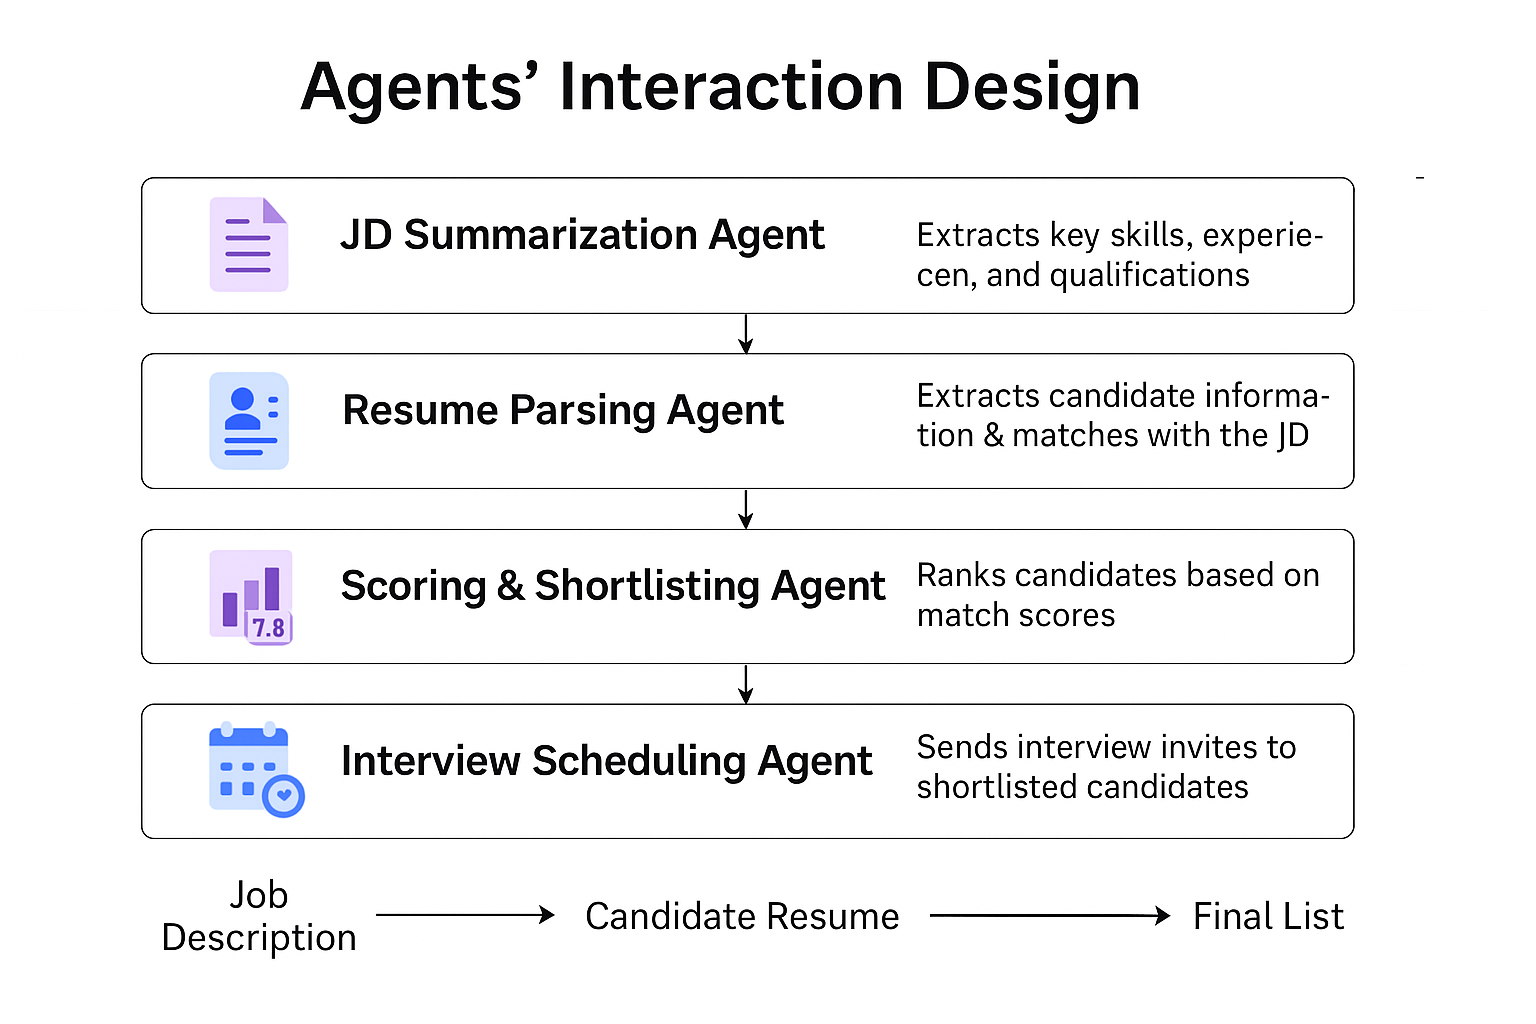 Agents’ Interaction Design
JD Summarization Agent
Extracts key skills, experie-
cen, and qualifications
Resume Parsing Agent
Extracts candidate informa-
tion & matches with the JD
7.8
Scoring & Shortlisting Agent
Ranks candidates based on
match scores
Interview Scheduling Agent
Sends interview invites to
shortlisted candidates
Job
Description
Candidate Resume
Final List